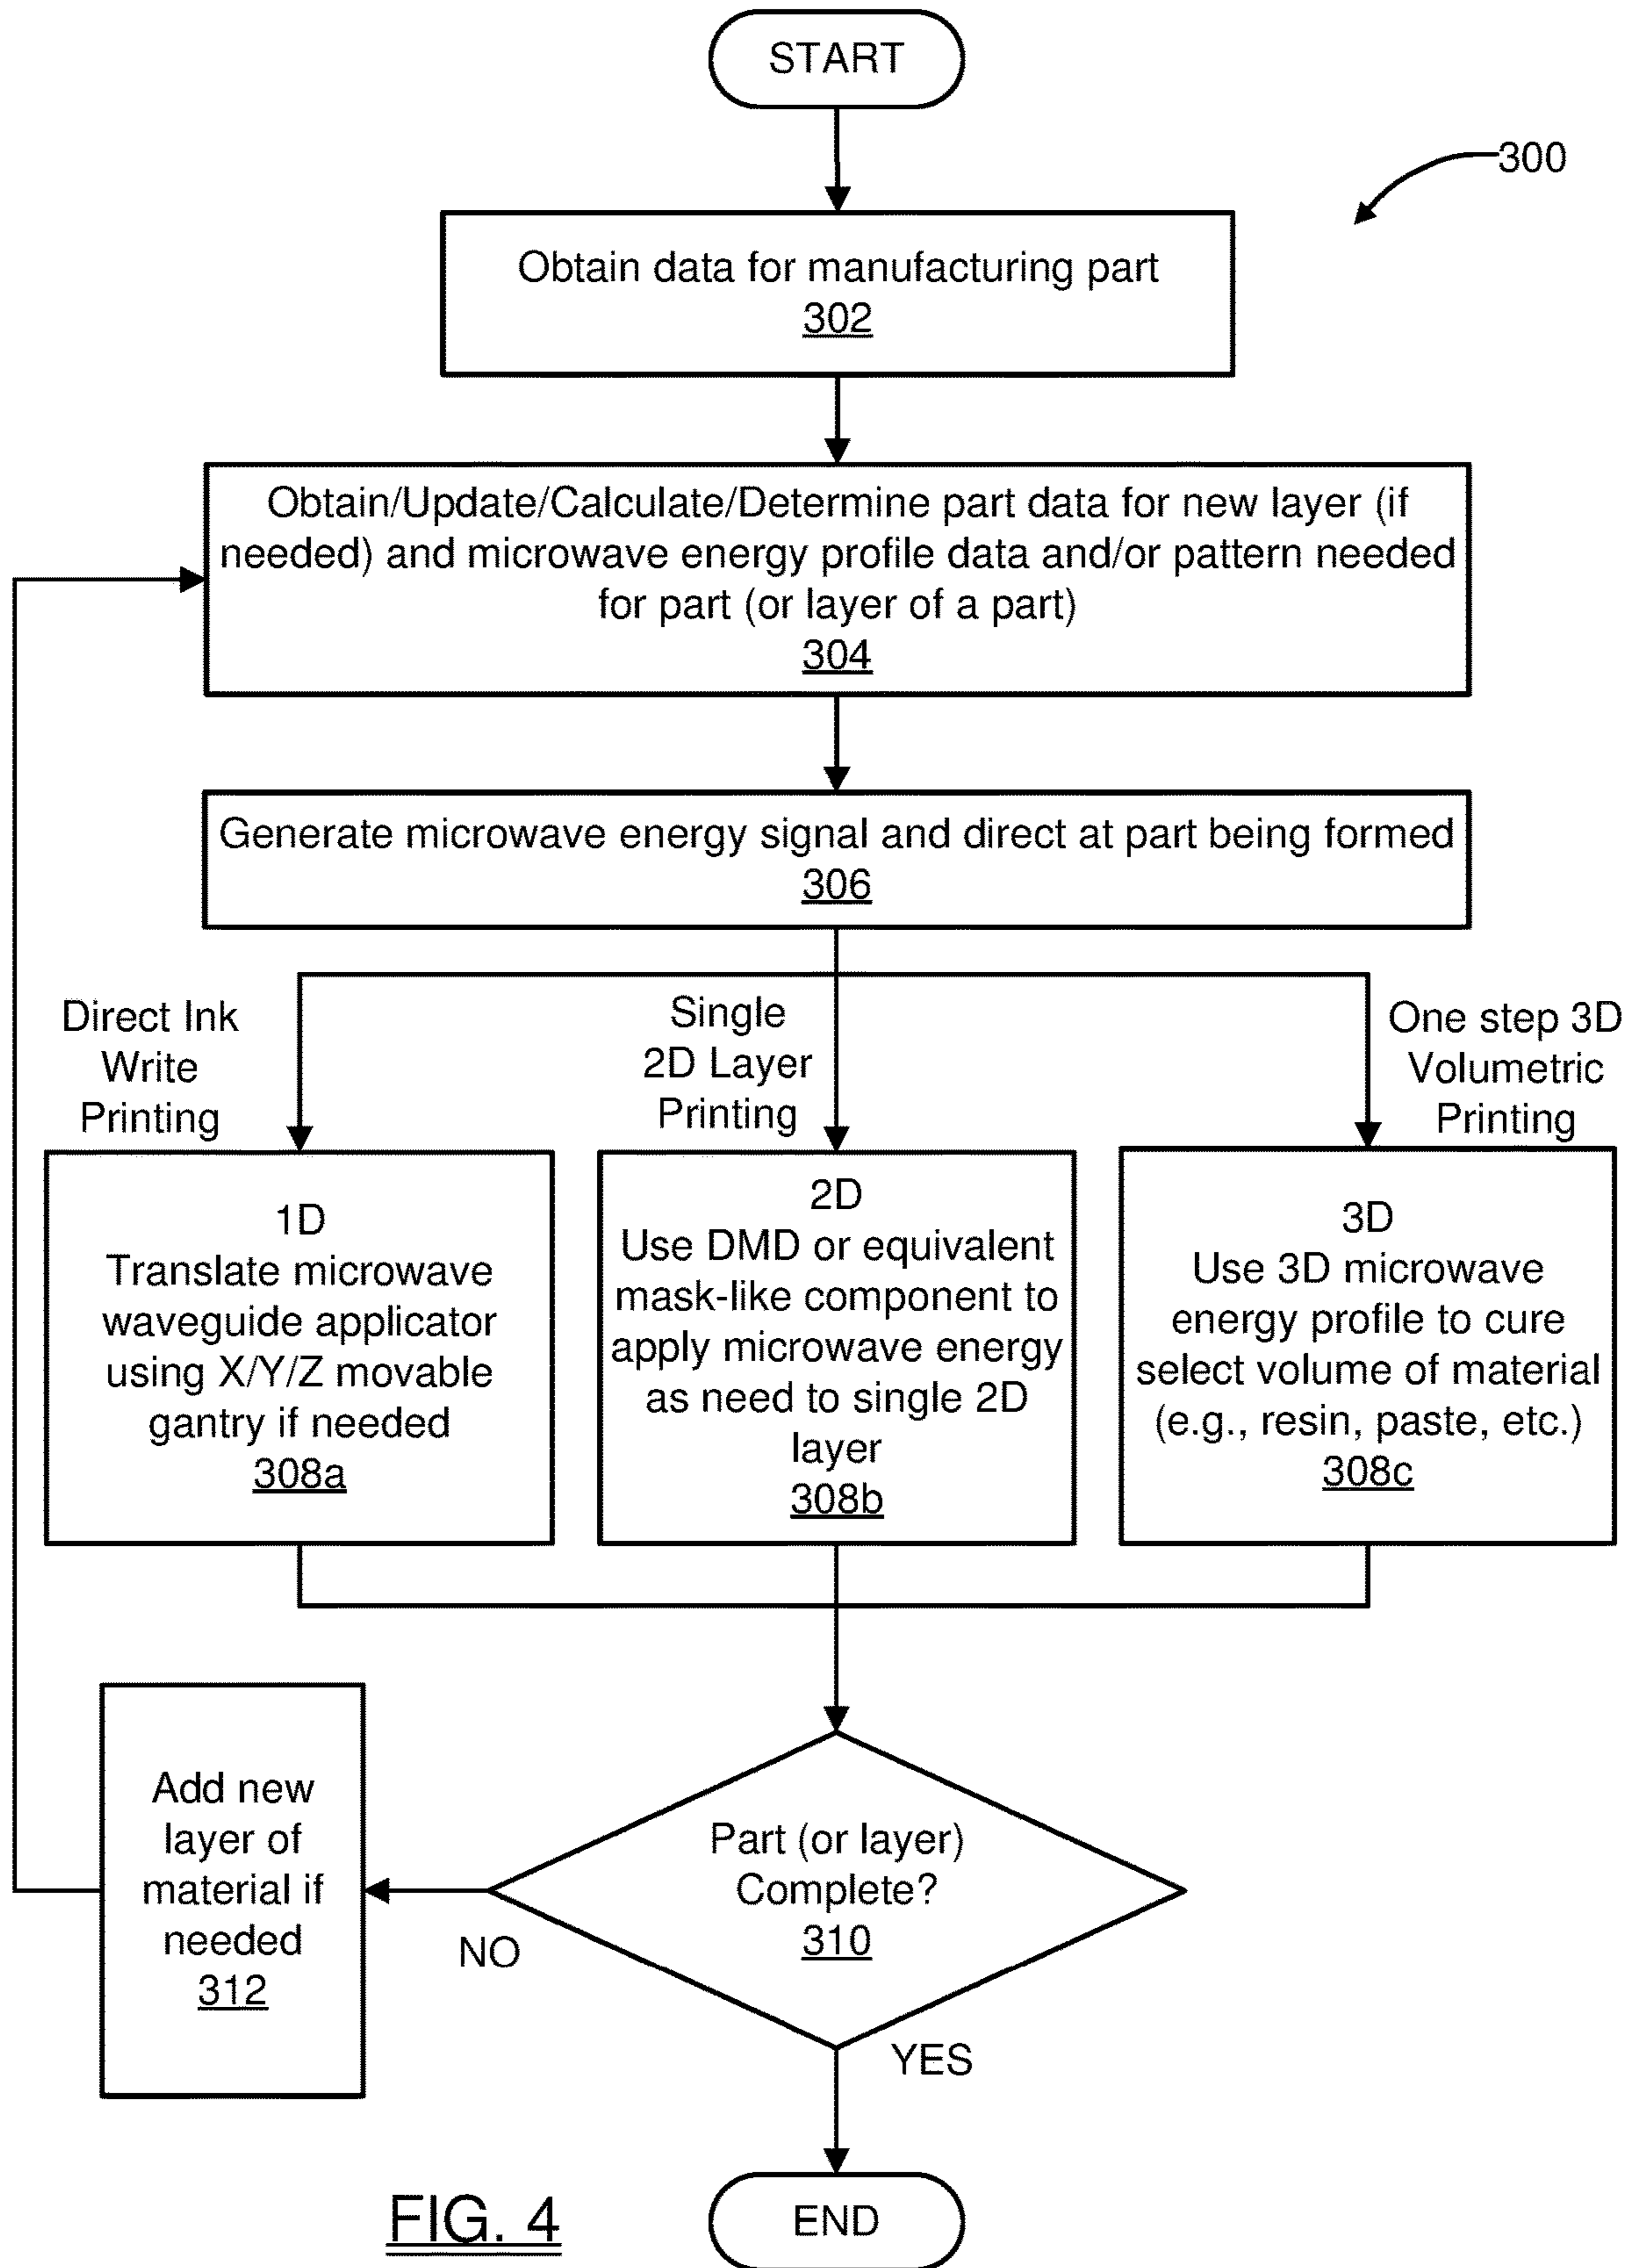 START
300
Obtain data for manufacturing part
302
Obtain/Update/Calculate/Determine part data for new layer (if
needed) and microwave energy profile data and/or pattern needed
for part (or layer of a part)
304
Generate microwave energy signal and direct at part being formed
306
Direct Ink
Write
Printing
Single
2D Layer
Printing
One step 3D
Volumetric
Printing
1D
Translate microwave
waveguide applicator
using X/Y/Z movable
gantry if needed
308a
2D
Use DMD or equivalent
mask-like component to
apply microwave energy
as need to single 2D
layer
308b
3D
Use 3D microwave
energy profile to cure
select volume of material
(e.g., resin, paste, etc.)
308c
Part (or layer)
Complete?
310
NO
Add new
layer of
material if
needed
312
YES
END
FIG. 4